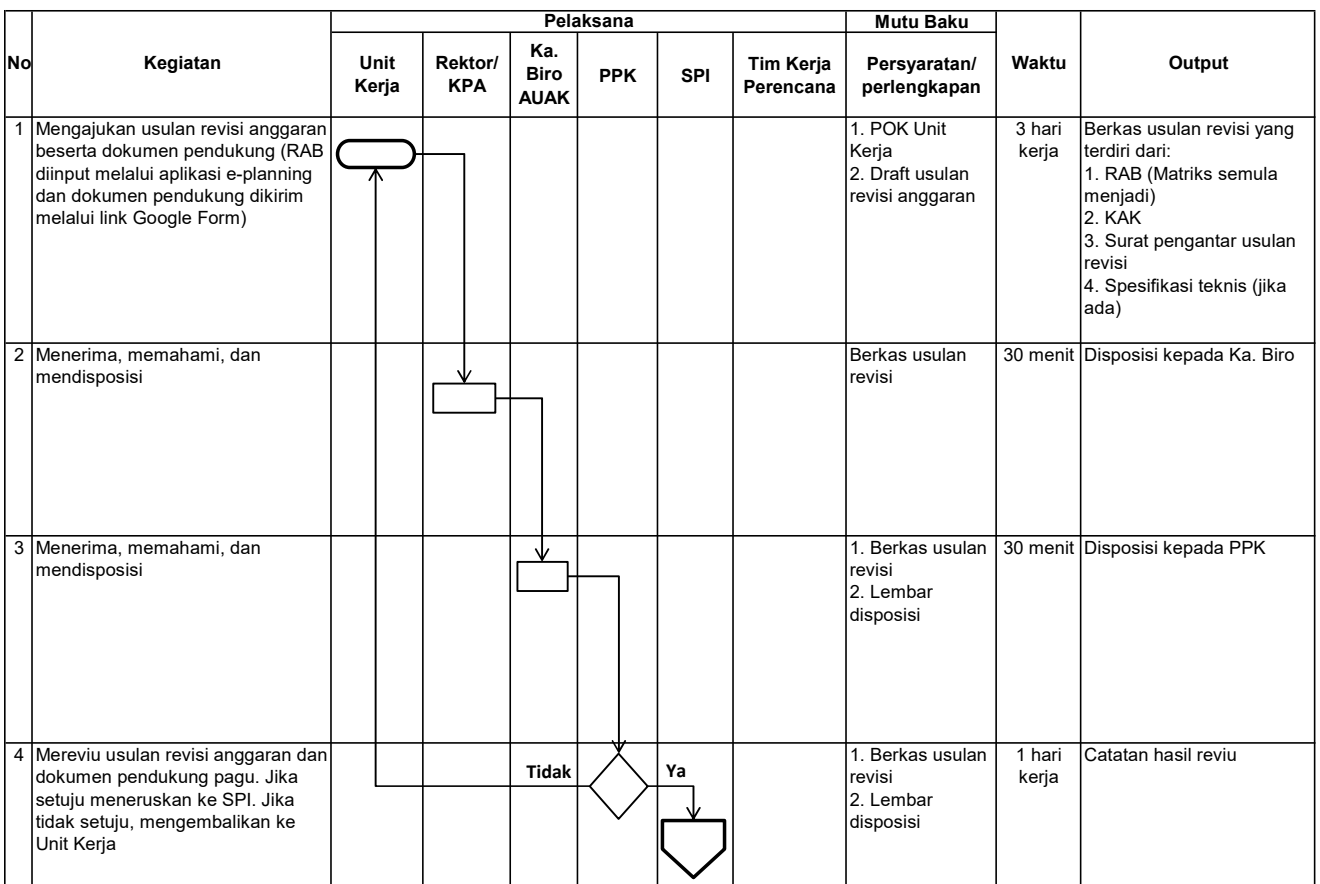 No
Kegiatan
Pelaksana
Mutu Baku
Waktu
Output
Unit
Kerja
Rektor/
KPA
Ka.
Biro
AUAK
PPK
SPI
Tim Kerja
Perencana
Persyaratan/
perlengkapan
1
Mengajukan usulan revisi anggaran
beserta dokumen pendukung (RAB
diinput melalui aplikasi e-planning
dan dokumen pendukung dikirim
melalui link Google Form)
1. POK Unit
Kerja
2. Draft usulan
revisi anggaran
3 hari
kerja
Berkas usulan revisi yang
terdiri dari:
1. RAB (Matriks semula
menjadi)
2. KAK
3. Surat pengantar usulan
revisi
4. Spesifikasi teknis (jika
ada)
2
Menerima, memahami, dan
mendisposisi
Berkas usulan
revisi
30 menit
Disposisi kepada Ka. Biro
3
Menerima, memahami, dan
mendisposisi
1. Berkas usulan
revisi
2. Lembar
disposisi
30 menit
Disposisi kepada PPK
4
Mereviu usulan revisi anggaran dan
dokumen pendukung pagu. Jika
setuju meneruskan ke SPI. Jika
tidak setuju, mengembalikan ke
Unit Kerja
Tidak
Ya
1. Berkas usulan
revisi
2. Lembar
disposisi
1 hari
kerja
Catatan hasil reviu